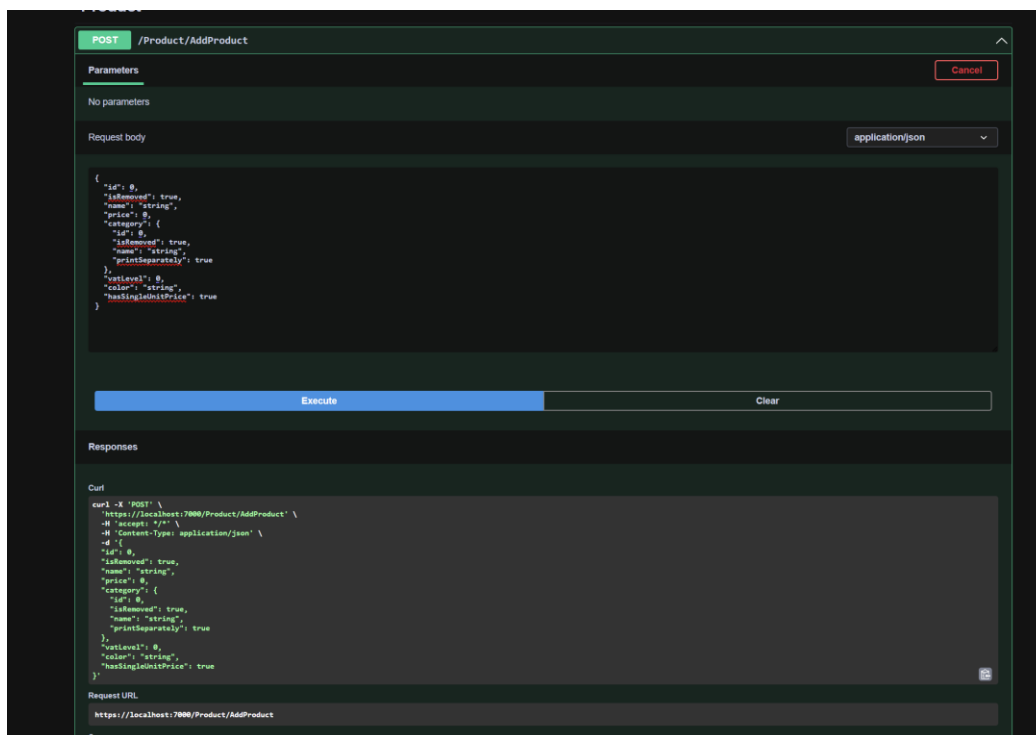 Product
POST /Product/AddProduct
Parameters
Cancel
No parameters
Request body
application/json
{
"id": 0,
"isRemoved": true,
"name": "string",
"price": 0,
"category": {
"id": 0,
"isRemoved": true,
"name": "string",
"printSeparately": true
},
"vatLevel": 0,
"color": "string",
"hasSingleUnitPrice": true
}
Execute
Clear
Responses
Curl
curl -X 'POST' \
'https://localhost:7000/Product/AddProduct' \
-H 'accept: */*' \
-H 'Content-Type: application/json' \
-d '{
"id": 0,
"isRemoved": true,
"name": "string",
"price": 0,
"category": {
"id": 0,
"isRemoved": true,
"name": "string",
"printSeparately": true
},
"vatLevel": 0,
"color": "string",
"hasSingleUnitPrice": true
}'
Request URL
https://localhost:7000/Product/AddProduct